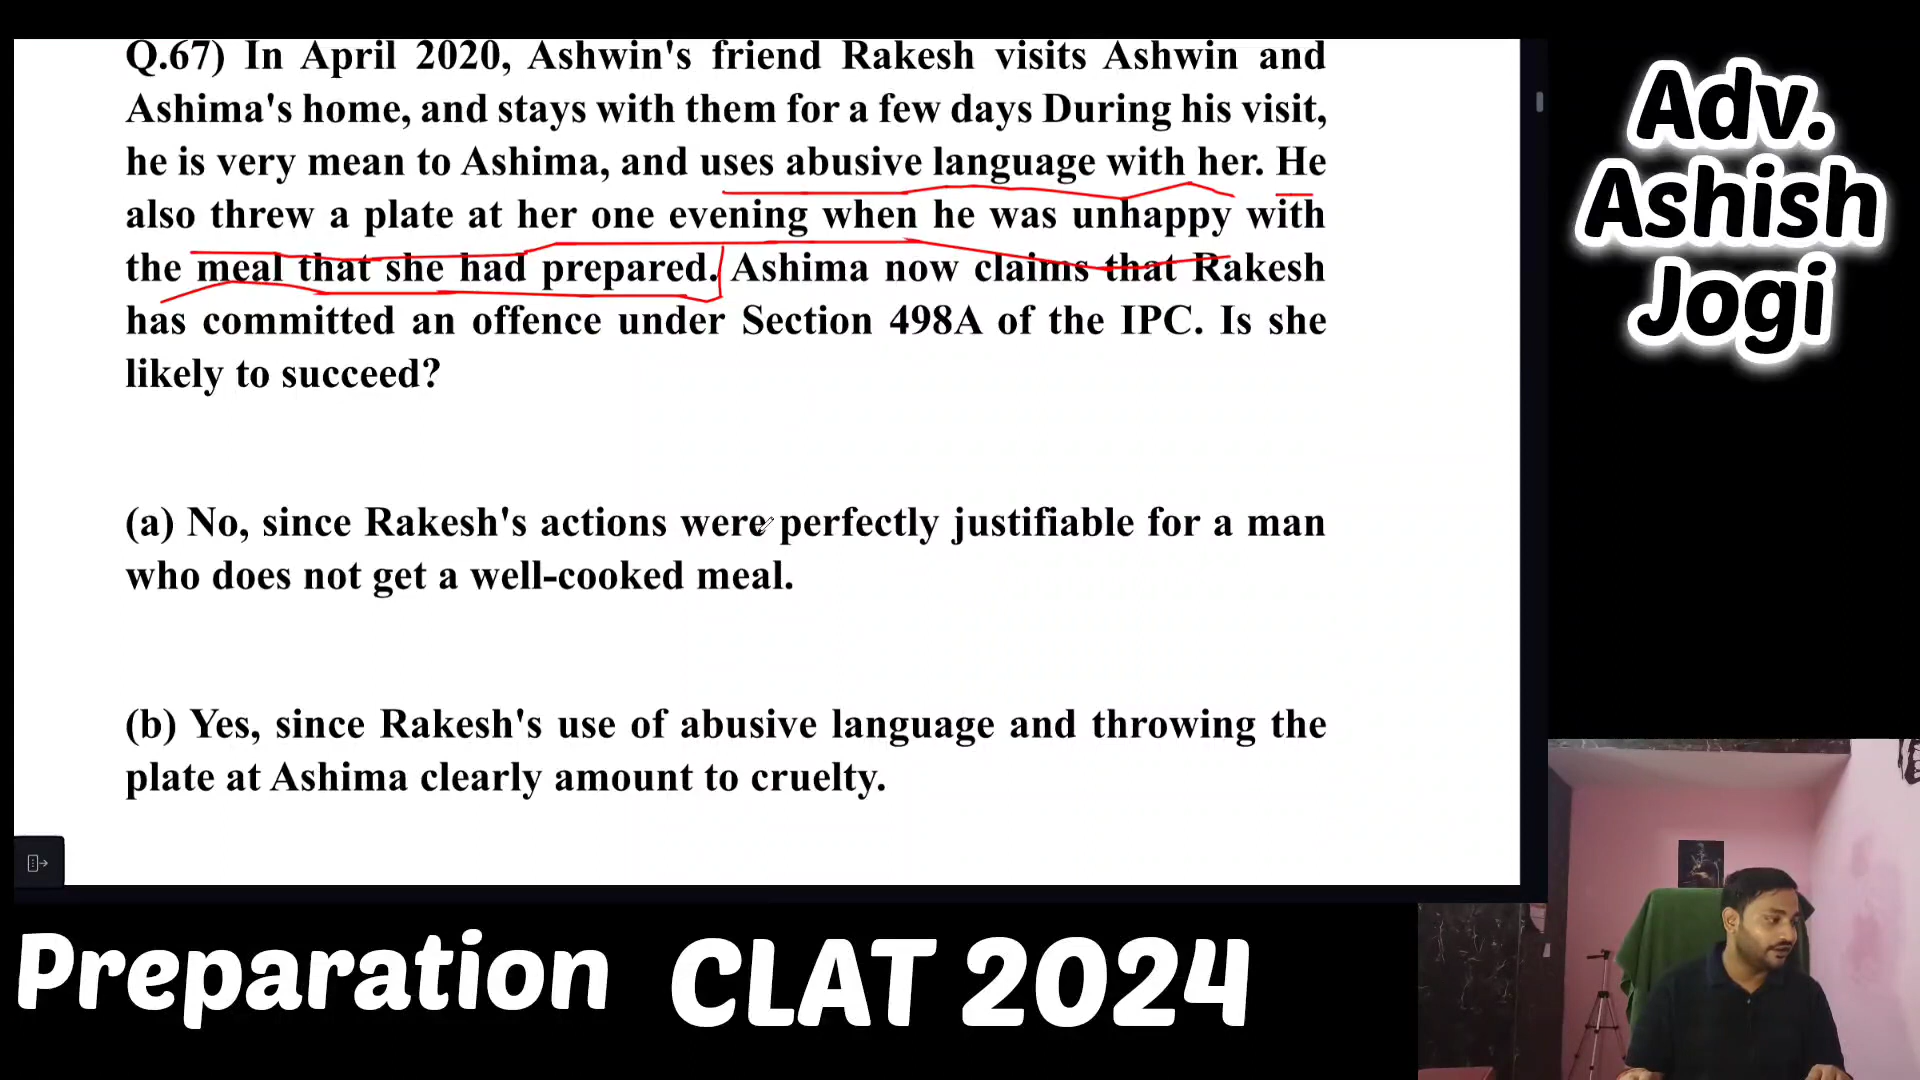 Q.67) In April 2020, Ashwin's friend Rakesh visits Ashwin and
Ashima's home, and stays with them for a few days During his visit,
he is very mean to Ashima, and uses abusive language with her. He
also threw a plate at her one evening when he was unhappy with
the meal that she had prepared. Ashima now claims that Rakesh
has committed an offence under Section 498A of the IPC. Is she
likely to succeed?
(a) No, since Rakesh's actions were perfectly justifiable for a man
who does not get a well-cooked meal.
(b) Yes, since Rakesh's use of abusive language and throwing the
plate at Ashima clearly amount to cruelty.
Adv.
Ashish
Jogi
Preparation CLAT 2024